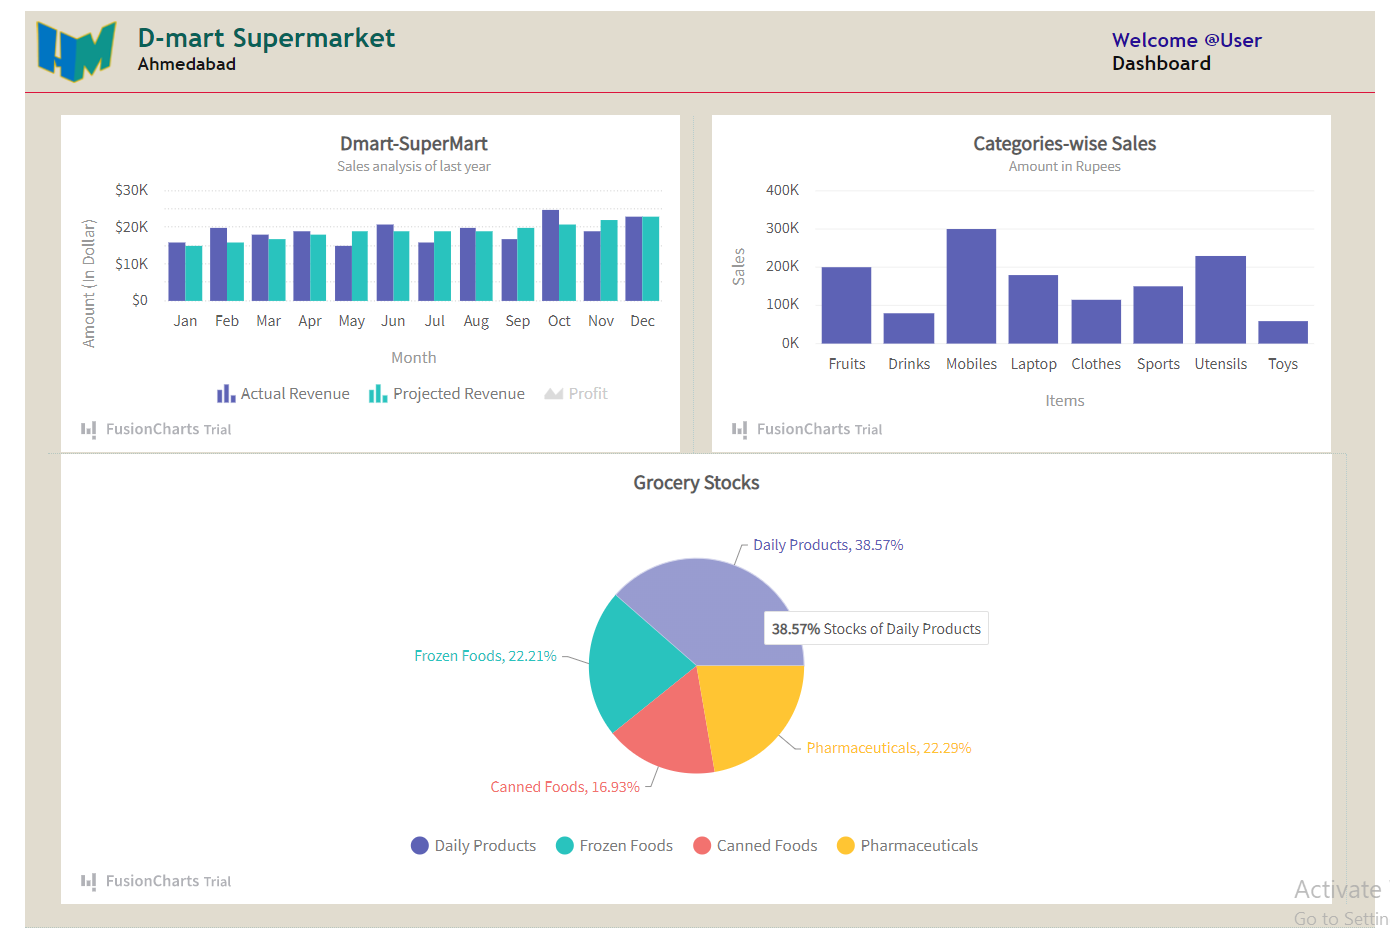 HM
D-mart Supermarket
Ahmedabad
Welcome @User
Dashboard
Dmart-SuperMart
Sales analysis of last year
Amount (In Dollar)
$30K
$20K
$10K
$0
Jan Feb Mar Apr May Jun Jul Aug Sep Oct Nov Dec
Month
Actual Revenue Projected Revenue Profit
FusionCharts Trial
Categories-wise Sales
Amount in Rupees
Sales
400K
300K
200K
100K
0K
Fruits Drinks Mobiles Laptop Clothes Sports Utensils Toys
Items
FusionCharts Trial
Grocery Stocks
Daily Products, 38.57%
38.57% Stocks of Daily Products
Frozen Foods, 22.21%
Pharmaceuticals, 22.29%
Canned Foods, 16.93%
Daily Products Frozen Foods Canned Foods Pharmaceuticals
FusionCharts Trial
Activate
Go to Settin